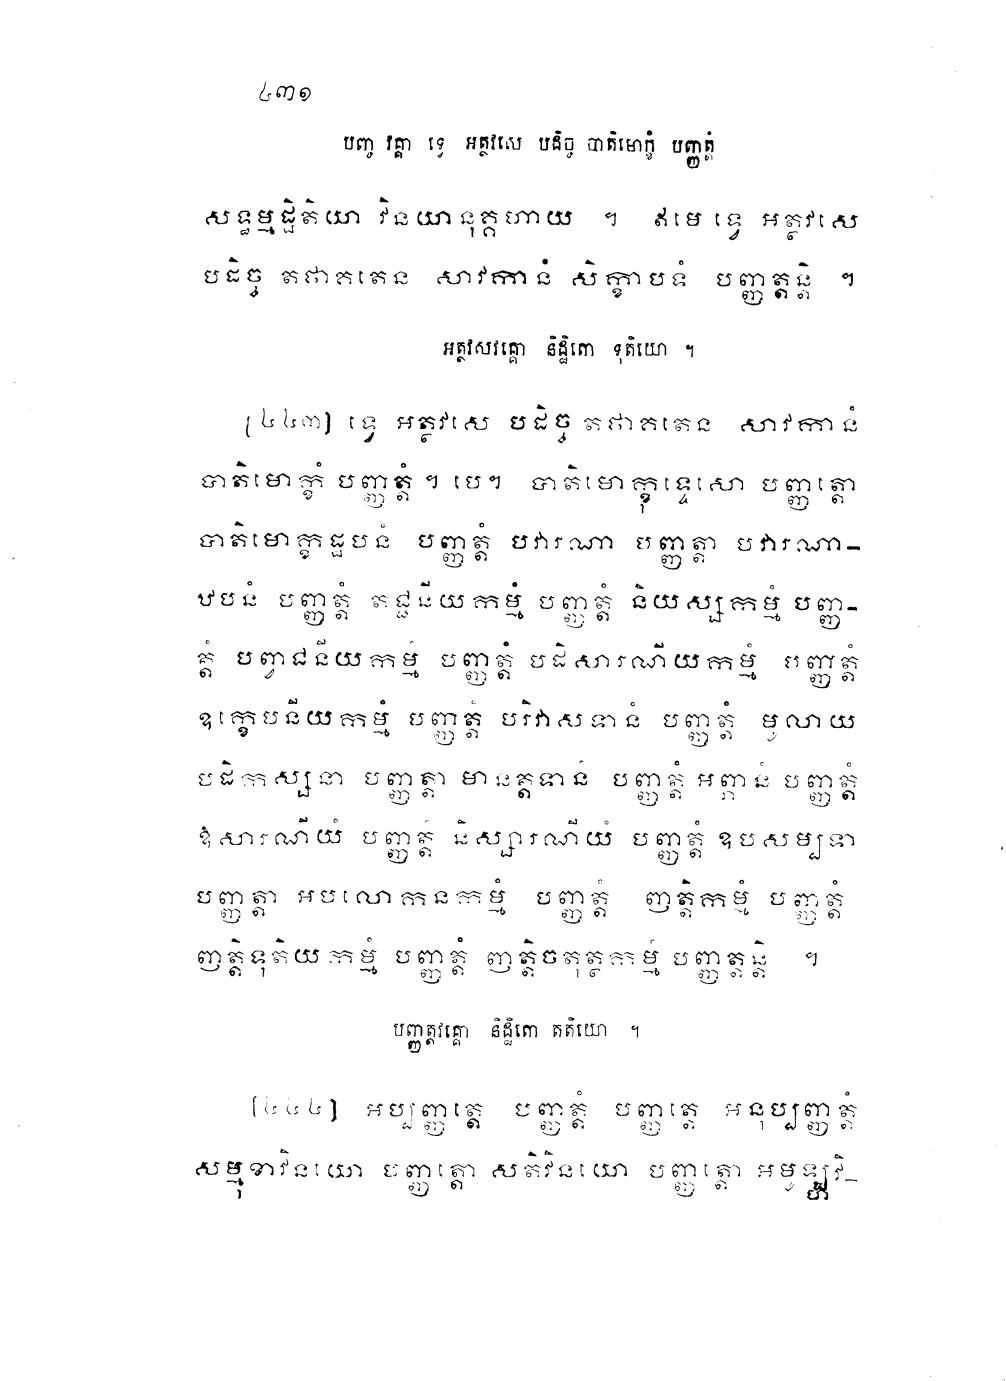 ៤៣១
បញ្ច វគ្គា ទ្វេ អត្ថវសេ បដិច្ច បាតិមោក្ខំ បញ្ញត្តំ
សទ្ធម្មដ្ឋិតិយា វិនយានុគ្គហាយ ។ ឥមេ ទ្វេ អត្ថវសេ
បដិច្ច តថាគតេន សាវកានំ សិក្ខាបទំ បញ្ញត្តន្តិ ។
អត្ថវសវគ្គោ និដ្ឋិតោ ទុតិយោ ។
[៤៤៣] ទ្វេ អត្ថវសេ បដិច្ច តថាគតេន សាវកានំ
បាតិមោក្ខំ បញ្ញត្តំ។ បេ។ បាតិមោក្ខុទ្ទេសោ បញ្ញត្តោ
បាតិមោក្ខដ្ឋបនំ បញ្ញត្តំ បវារណា បញ្ញត្តា បវារណា-
ឋបនំ បញ្ញត្តំ តជ្ជនីយកម្មំ បញ្ញត្តំ និយស្សកម្មំ បញ្ញ-
ត្តំ បព្វាជនីយកម្មំ បញ្ញត្តំ បដិសារណីយកម្មំ បញ្ញត្តំ
ឧក្ខេបនីយកម្មំ បញ្ញត្តំ បរិវាសទានំ បញ្ញត្តំ មូលាយ
បដិកស្សនា បញ្ញត្តា មានត្តទានំ បញ្ញត្តំ អព្ភានំ បញ្ញត្តំ
ឱសារណីយំ បញ្ញត្តំ និស្សារណីយំ បញ្ញត្តំ ឧបសម្បទា
បញ្ញត្តា អបលោកនកម្មំ បញ្ញត្តំ ញត្តិកម្មំ បញ្ញត្តំ
ញត្តិទុតិយកម្មំ បញ្ញត្តំ ញត្តិចតុត្ថកម្មំ បញ្ញត្តន្តិ ។
បញ្ញត្តវគ្គោ និដ្ឋិតោ តតិយោ ។
[៤៤៤] អប្បញ្ញត្តេ បញ្ញត្តំ បញ្ញត្តេ អនុប្បញ្ញត្តំ
សម្មុខាវិនយោ បញ្ញត្តោ សតិវិនយោ បញ្ញត្តោ អមូឡ្ហវិ-